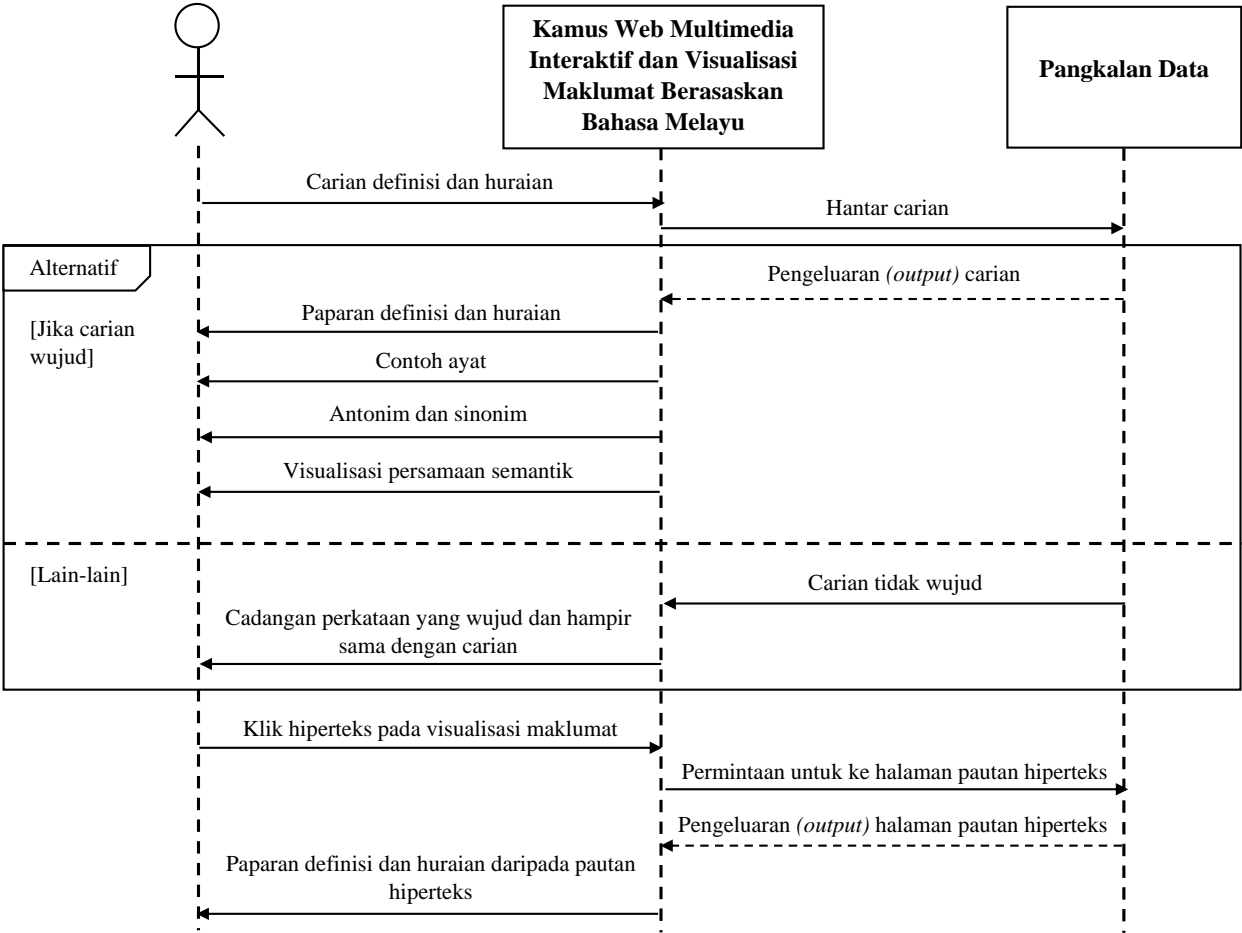 Kamus Web Multimedia
Interaktif dan Visualisasi
Maklumat Berasaskan
Bahasa Melayu
Pangkalan Data
Carian definisi dan huraian
Hantar carian
Alternatif
Pengeluaran (output) carian
[Jika carian
wujud]
Paparan definisi dan huraian
Contoh ayat
Antonim dan sinonim
Visualisasi persamaan semantik
[Lain-lain]
Carian tidak wujud
Cadangan perkataan yang wujud dan hampir
sama dengan carian
Klik hiperteks pada visualisasi maklumat
Permintaan untuk ke halaman pautan hiperteks
Pengeluaran (output) halaman pautan hiperteks
Paparan definisi dan huraian daripada pautan
hiperteks